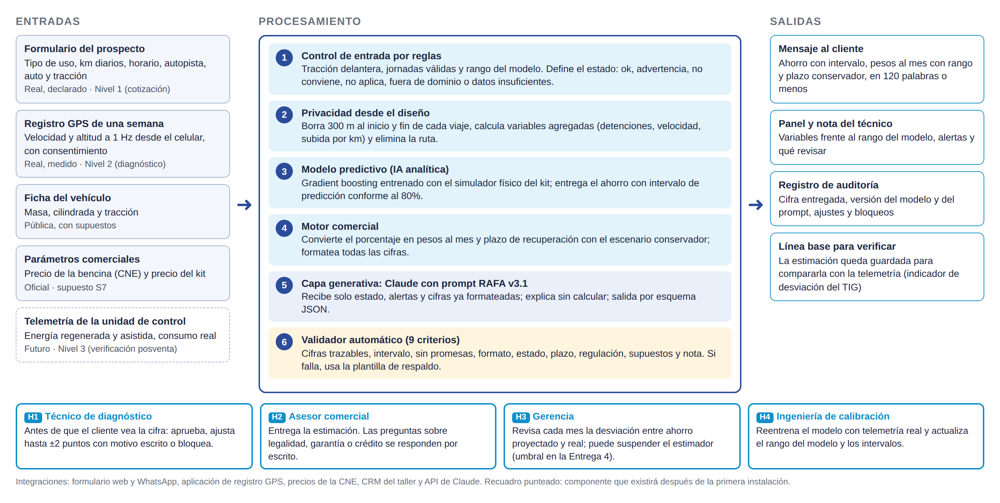 ENTRADAS
Formulario del prospecto
Tipo de uso, km diarios, horario, autopista,
auto y tracción
Real, declarado · Nivel 1 (cotización)
Registro GPS de una semana
Velocidad y altitud a 1 Hz desde el celular,
con consentimiento
Real, medido · Nivel 2 (diagnóstico)
Ficha del vehículo
Masa, cilindrada y tracción
Pública, con supuestos
Parámetros comerciales
Precio de la bencina (CNE) y precio del kit
Oficial · supuesto S7
Telemetría de la unidad de control
Energía regenerada y asistida, consumo real
Futuro · Nivel 3 (verificación posventa)
➜
PROCESAMIENTO
1
Control de entrada por reglas
Tracción delantera, jornadas válidas y rango del modelo. Define el estado: ok, advertencia, no
conviene, no aplica, fuera de dominio o datos insuficientes.
2
Privacidad desde el diseño
Borra 300 m al inicio y fin de cada viaje, calcula variables agregadas (detenciones, velocidad,
subida por km) y elimina la ruta.
3
Modelo predictivo (IA analítica)
Gradient boosting entrenado con el simulador físico del kit; entrega el ahorro con intervalo de
predicción conforme al 80%.
4
Motor comercial
Convierte el porcentaje en pesos al mes y plazo de recuperación con el escenario conservador;
formatea todas las cifras.
5
Capa generativa: Claude con prompt RAFA v3.1
Recibe solo estado, alertas y cifras ya formateadas; explica sin calcular; salida por esquema
JSON.
6
Validador automático (9 criterios)
Cifras trazables, intervalo, sin promesas, formato, estado, plazo, regulación, supuestos y nota. Si
falla, usa la plantilla de respaldo.
➜
SALIDAS
Mensaje al cliente
Ahorro con intervalo, pesos al mes con rango
y plazo conservador, en 120 palabras o
menos
Panel y nota del técnico
Variables frente al rango del modelo, alertas y
qué revisar
Registro de auditoría
Cifra entregada, versión del modelo y del
prompt, ajustes y bloqueos
Línea base para verificar
La estimación queda guardada para
compararla con la telemetría (indicador de
desviación del TIG)
H1 Técnico de diagnóstico
Antes de que el cliente vea la cifra: aprueba, ajusta
hasta ±2 puntos con motivo escrito o bloquea.
H2 Asesor comercial
Entrega la estimación. Las preguntas sobre
legalidad, garantía o crédito se responden por
escrito.
H3 Gerencia
Revisa cada mes la desviación entre ahorro
proyectado y real; puede suspender el estimador
(umbral en la Entrega 4).
H4 Ingeniería de calibración
Reentrena el modelo con telemetría real y actualiza
el rango del modelo y los intervalos.
Integraciones: formulario web y WhatsApp, aplicación de registro GPS, precios de la CNE, CRM del taller y API de Claude. Recuadro punteado: componente que existirá después de la primera instalación.